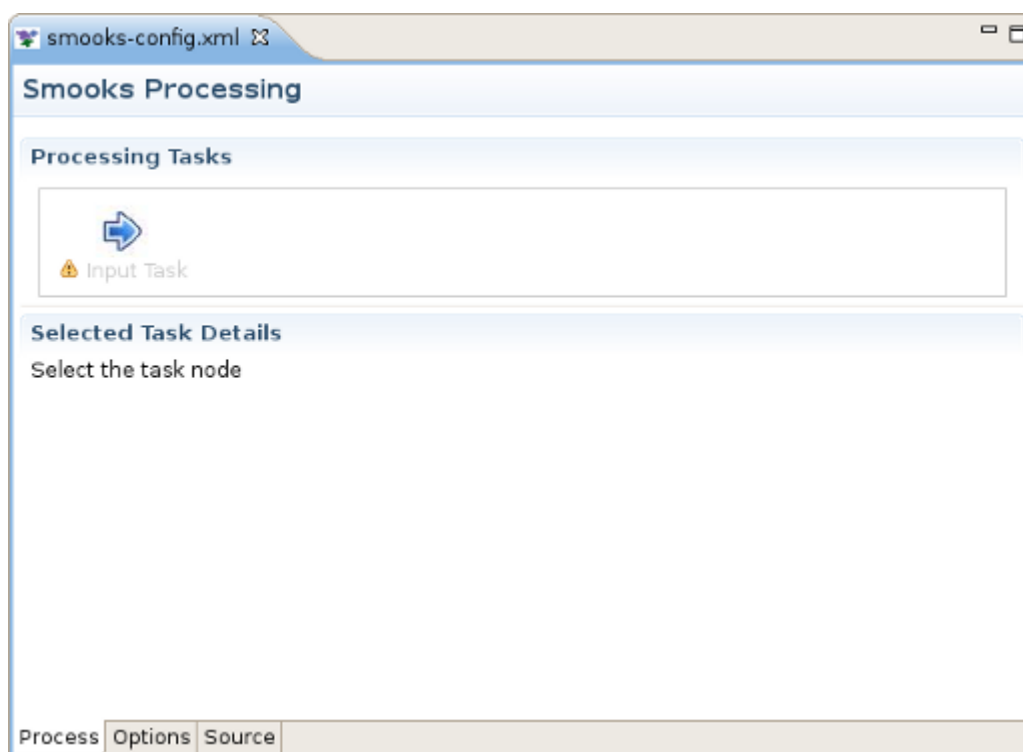 smooks-config.xml
Smooks Processing
Processing Tasks
Input Task
Selected Task Details
Select the task node
Process Options Source